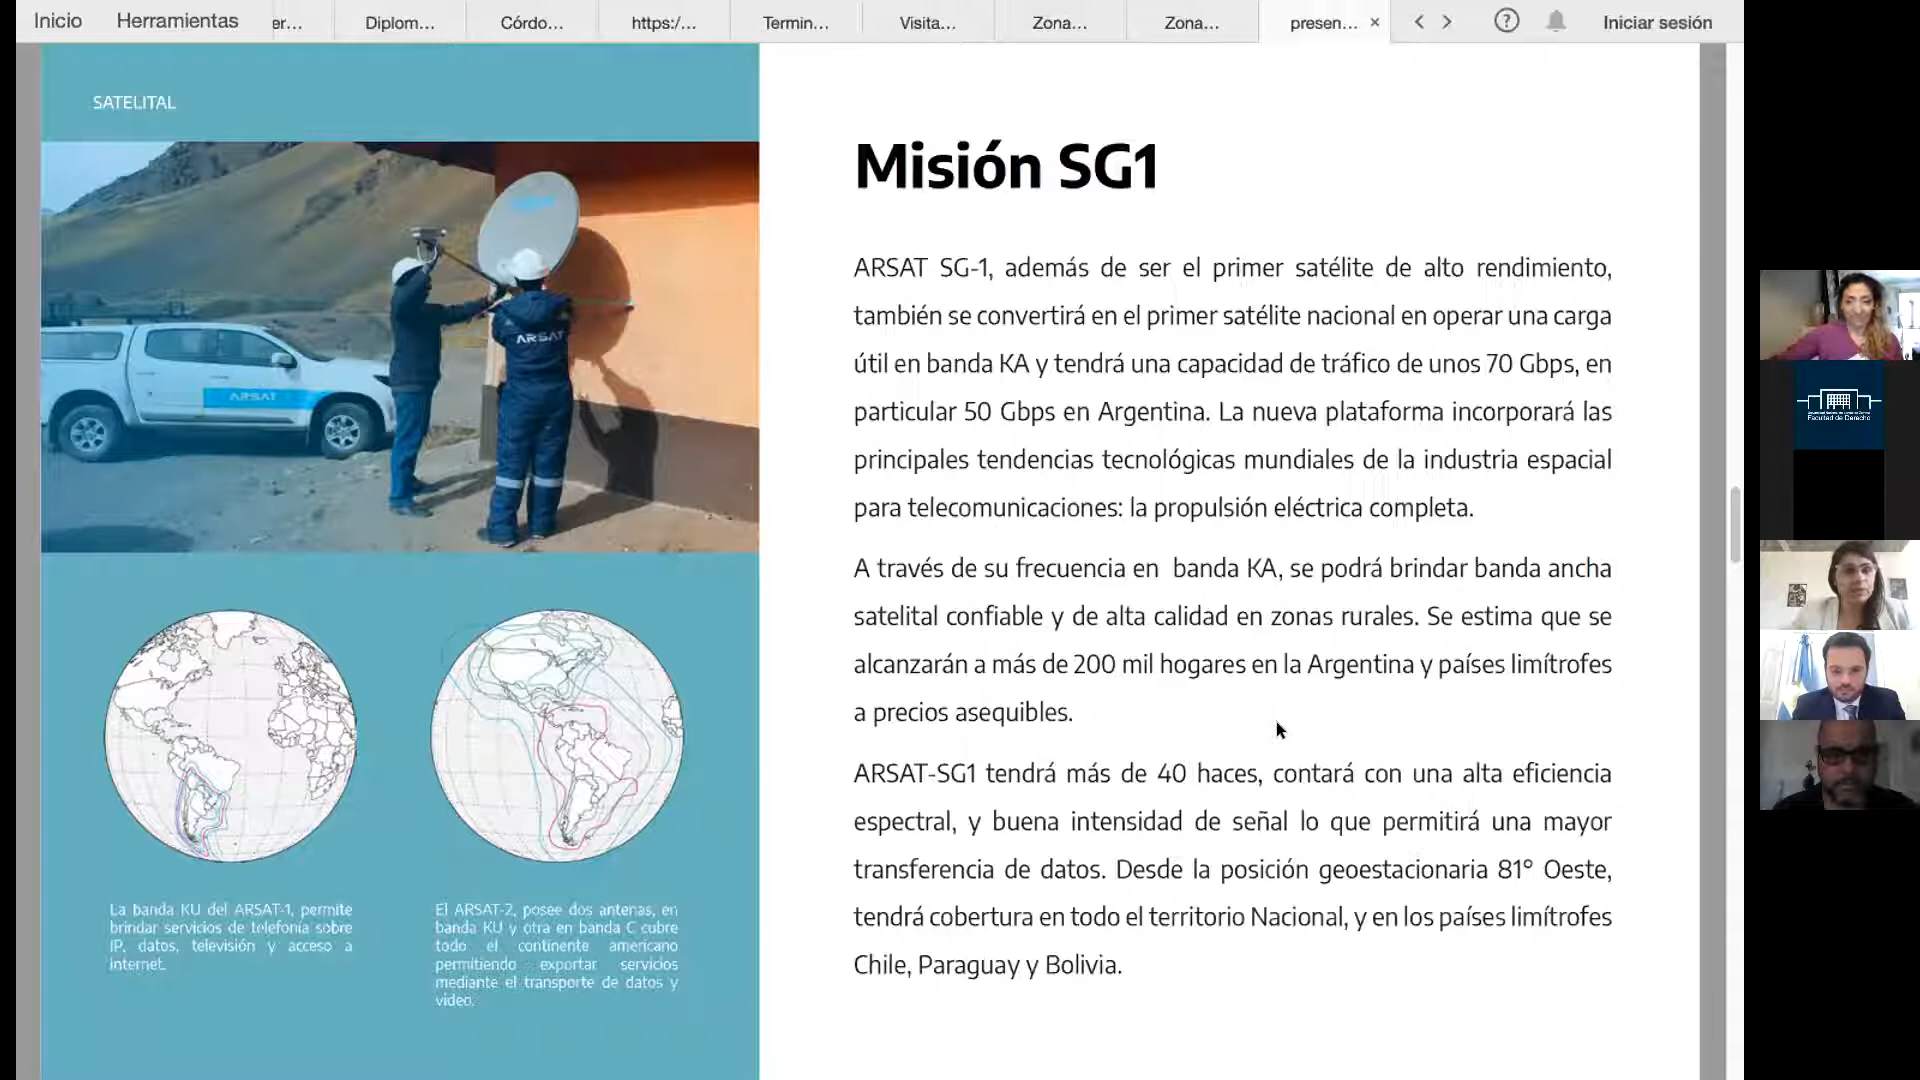 Inicio Herramientas er... Diplom... Córdo... https:/... Termin... Visita... Zona... Zona... presen... × ? Iniciar sesión
SATELITAL
ARSAT
ARSAT
La banda KU del ARSAT-1, permite
brindar servicios de telefonía sobre
IP, datos, televisión y acceso a
internet.
El ARSAT-2, posee dos antenas, en
banda KU y otra en banda C cubre
todo el continente americano
permitiendo exportar servicios
mediante el transporte de datos y
video.
Misión SG1
ARSAT SG-1, además de ser el primer satélite de alto rendimiento,
también se convertirá en el primer satélite nacional en operar una carga
útil en banda KA y tendrá una capacidad de tráfico de unos 70 Gbps, en
particular 50 Gbps en Argentina. La nueva plataforma incorporará las
principales tendencias tecnológicas mundiales de la industria espacial
para telecomunicaciones: la propulsión eléctrica completa.
A través de su frecuencia en banda KA, se podrá brindar banda ancha
satelital confiable y de alta calidad en zonas rurales. Se estima que se
alcanzarán a más de 200 mil hogares en la Argentina y países limítrofes
a precios asequibles.
ARSAT-SG1 tendrá más de 40 haces, contará con una alta eficiencia
espectral, y buena intensidad de señal lo que permitirá una mayor
transferencia de datos. Desde la posición geoestacionaria 81° Oeste,
tendrá cobertura en todo el territorio Nacional, y en los países limítrofes
Chile, Paraguay y Bolivia.
Facultad de Derecho